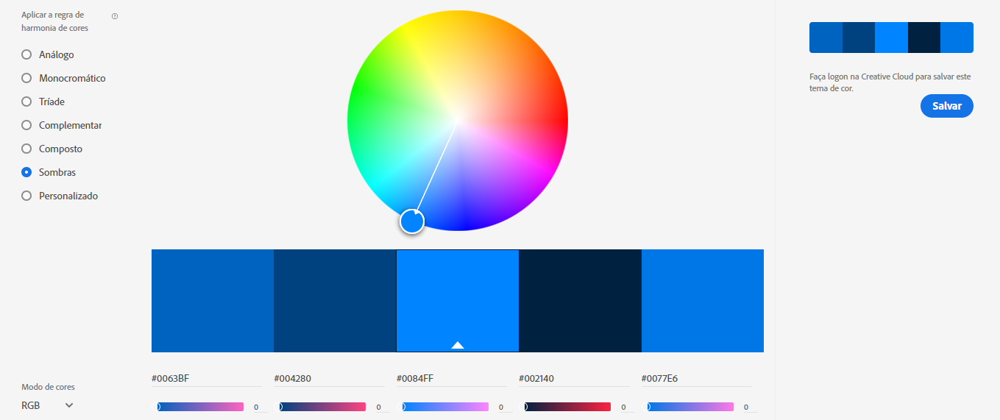 Aplicar a regra de
harmonia de cores
Análogo
Monocromático
Tríade
Complementar
Composto
Sombras
Personalizado
Modo de cores
RGB
#0063BF
#004280
#0084FF
#002140
#0077E6
0
0
0
0
0
Faça logon na Creative Cloud para salvar este
tema de cor.
Salvar